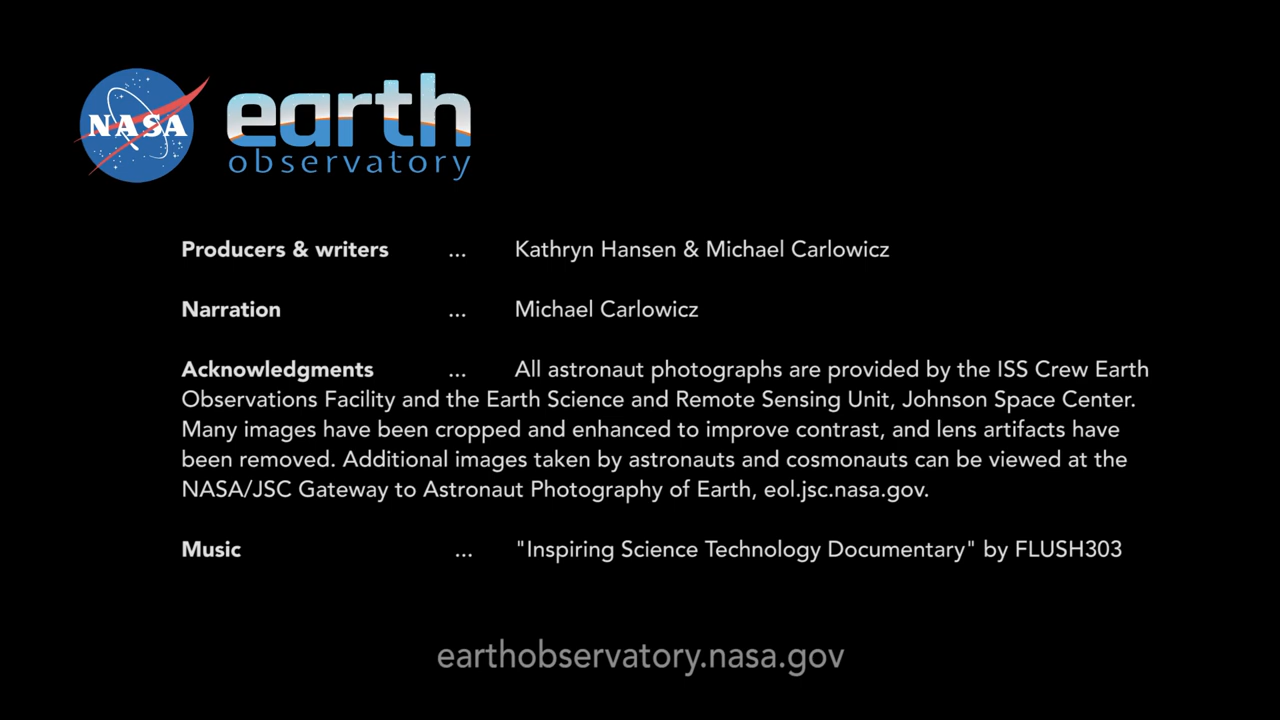 NASA
earth
observatory
Producers & writers ... Kathryn Hansen & Michael Carlowicz
Narration ... Michael Carlowicz
Acknowledgments ... All astronaut photographs are provided by the ISS Crew Earth
Observations Facility and the Earth Science and Remote Sensing Unit, Johnson Space Center.
Many images have been cropped and enhanced to improve contrast, and lens artifacts have
been removed. Additional images taken by astronauts and cosmonauts can be viewed at the
NASA/JSC Gateway to Astronaut Photography of Earth, eol.jsc.nasa.gov.
Music ... "Inspiring Science Technology Documentary" by FLUSH303
earthobservatory.nasa.gov